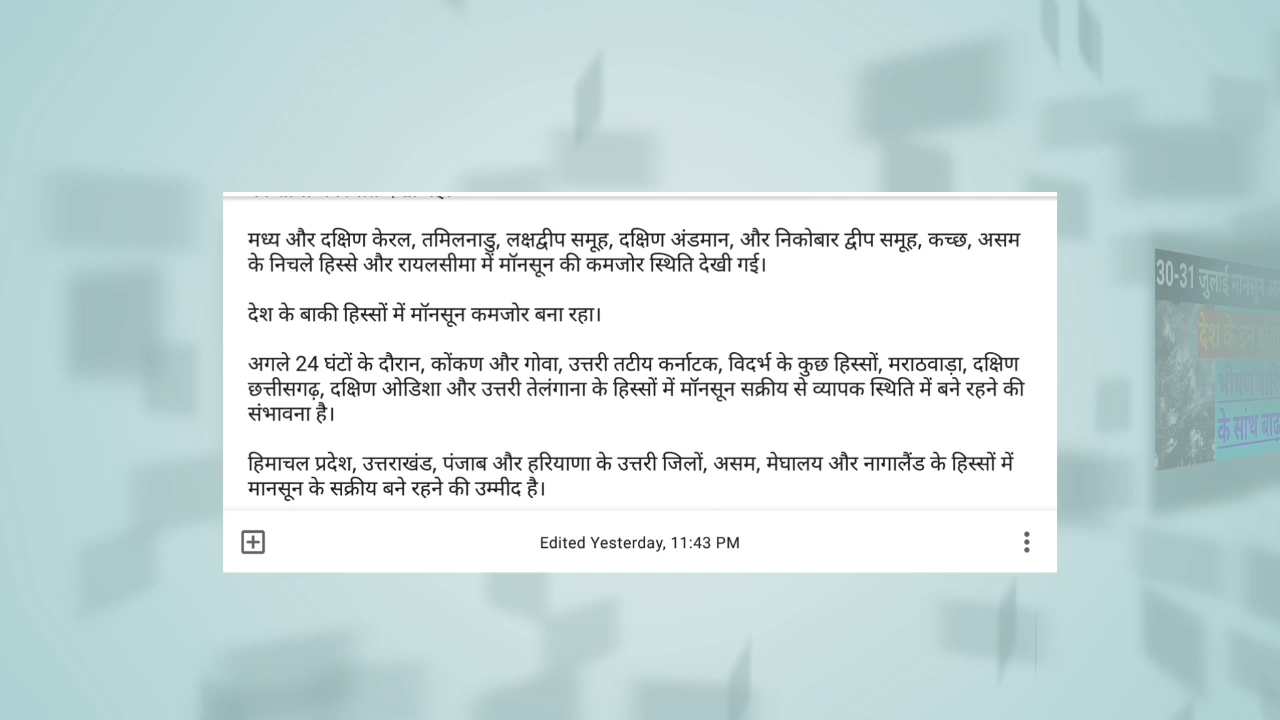 मध्य और दक्षिण केरल, तमिलनाडु, लक्षद्वीप समूह, दक्षिण अंडमान, और निकोबार द्वीप समूह, कच्छ, असम
के निचले हिस्से और रायलसीमा में मॉनसून की कमजोर स्थिति देखी गई।
देश के बाकी हिस्सों में मॉनसून कमजोर बना रहा।
अगले 24 घंटों के दौरान, कोंकण और गोवा, उत्तरी तटीय कर्नाटक, विदर्भ के कुछ हिस्सों, मराठवाड़ा, दक्षिण
छत्तीसगढ़, दक्षिण ओडिशा और उत्तरी तेलंगाना के हिस्सों में मॉनसून सक्रीय से व्यापक स्थिति में बने रहने की
संभावना है।
हिमाचल प्रदेश, उत्तराखंड, पंजाब और हरियाणा के उत्तरी जिलों, असम, मेघालय और नागालैंड के हिस्सों में
मानसून के सक्रीय बने रहने की उम्मीद है।
Edited Yesterday, 11:43 PM
30-31 जुलाई मानसून
देश के इन
भीषण
के साथ बाढ़